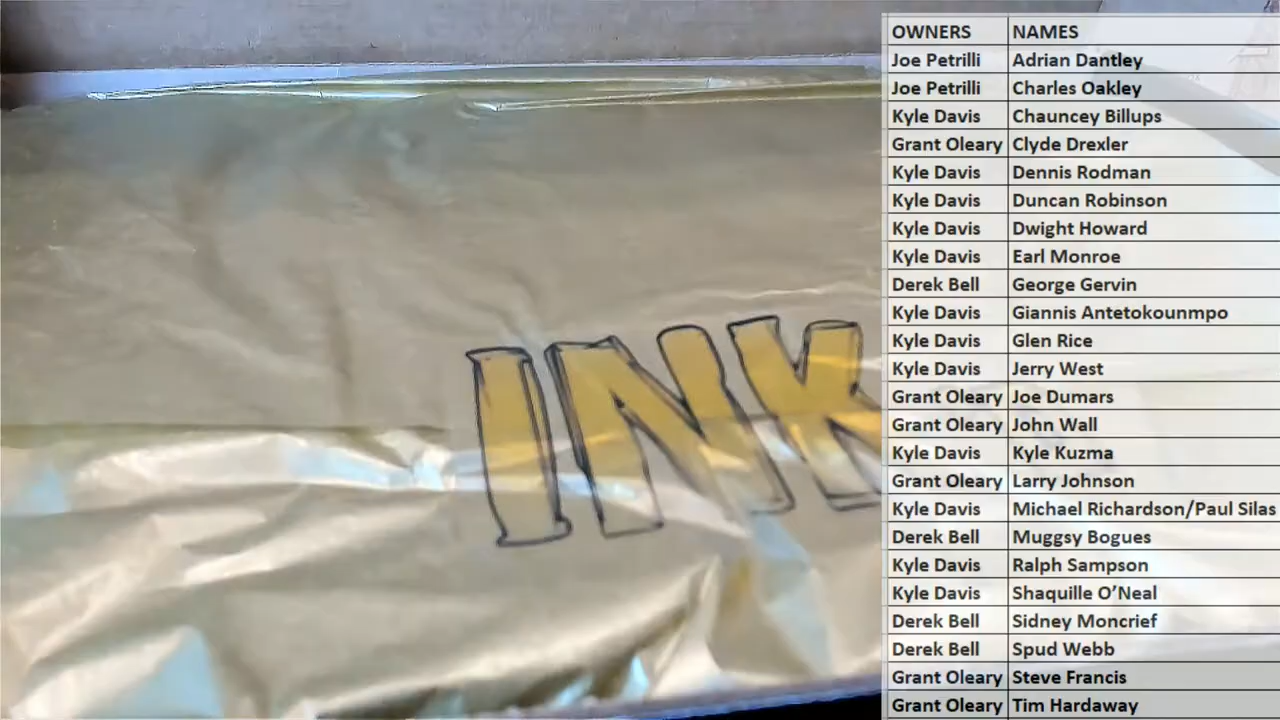 INK
OWNERS NAMES
Joe Petrilli Adrian Dantley
Joe Petrilli Charles Oakley
Kyle Davis Chauncey Billups
Grant Oleary Clyde Drexler
Kyle Davis Dennis Rodman
Kyle Davis Duncan Robinson
Kyle Davis Dwight Howard
Kyle Davis Earl Monroe
Derek Bell George Gervin
Kyle Davis Giannis Antetokounmpo
Kyle Davis Glen Rice
Kyle Davis Jerry West
Grant Oleary Joe Dumars
Grant Oleary John Wall
Kyle Davis Kyle Kuzma
Grant Oleary Larry Johnson
Kyle Davis Michael Richardson/Paul Silas
Derek Bell Muggsy Bogues
Kyle Davis Ralph Sampson
Kyle Davis Shaquille O’Neal
Derek Bell Sidney Moncrief
Derek Bell Spud Webb
Grant Oleary Steve Francis
Grant Oleary Tim Hardaway